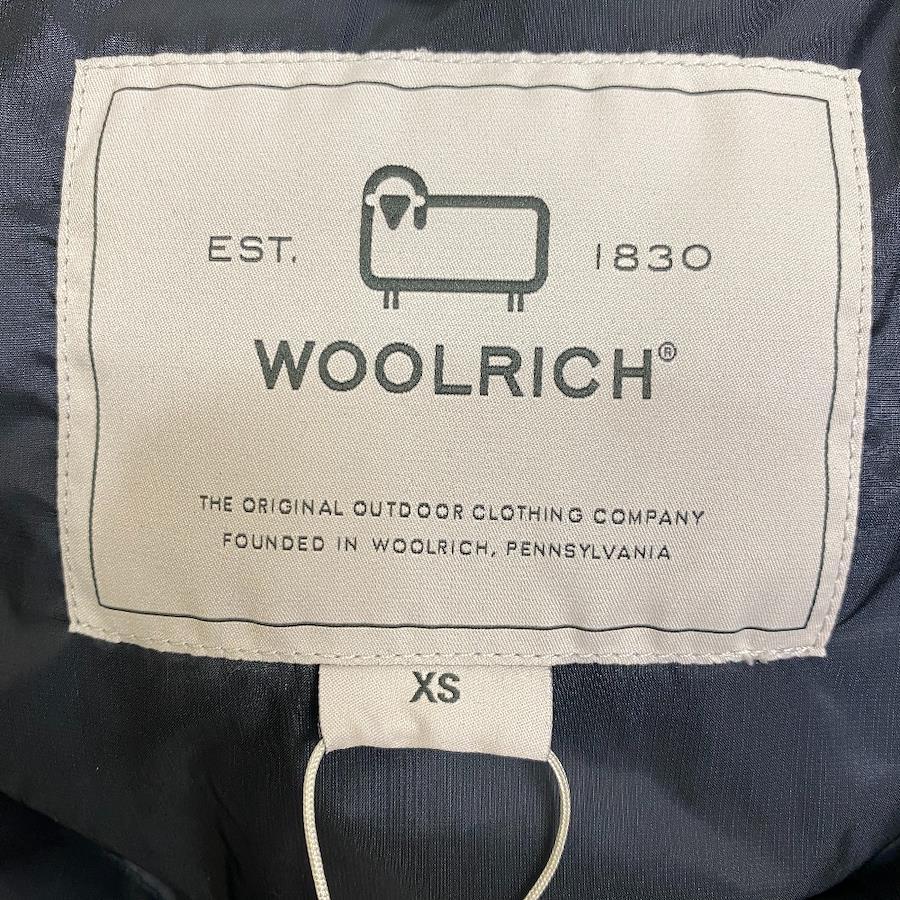 EST. 1830
WOOLRICH®
THE ORIGINAL OUTDOOR CLOTHING COMPANY
FOUNDED IN WOOLRICH, PENNSYLVANIA
XS